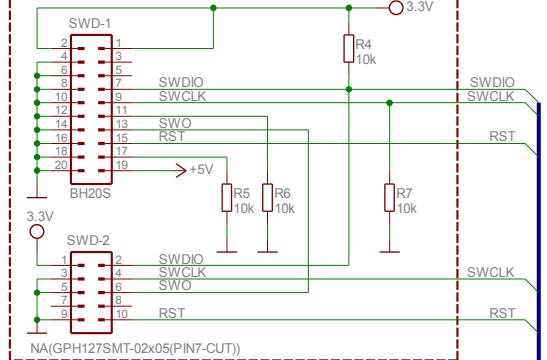 3.3V
SWD-1
R4
10k
2 1
4 3
6 5
8 7 SWDIO SWDIO
10 9 SWCLK SWCLK
12 11
14 13 SWO
16 15 RST RST
18 17
20 19 +5V
BH20S
R5
10k
R6
10k
R7
10k
3.3V
SWD-2
1 2 SWDIO
3 4 SWCLK SWCLK
5 6 SWO
7 8
9 10 RST RST
NA(GPH127SMT-02x05(PIN7-CUT))